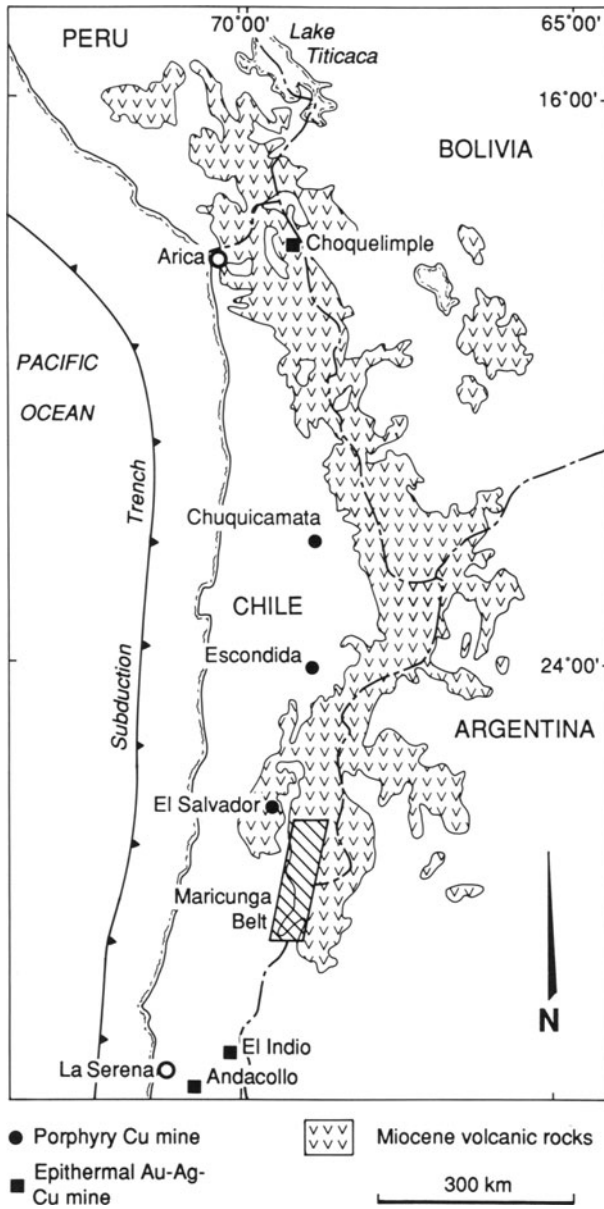 70°00'
65°00'
PERU
Lake
Titicaca
16°00'
BOLIVIA
Choquelimple
Arica
PACIFIC
OCEAN
Trench
Subduction
Chuquicamata
CHILE
Escondida
24°00'
ARGENTINA
El Salvador
Maricunga
Belt
N
El Indio
La Serena
Andacollo
Porphyry Cu mine
Miocene volcanic rocks
Epithermal Au-Ag-
Cu mine
300 km